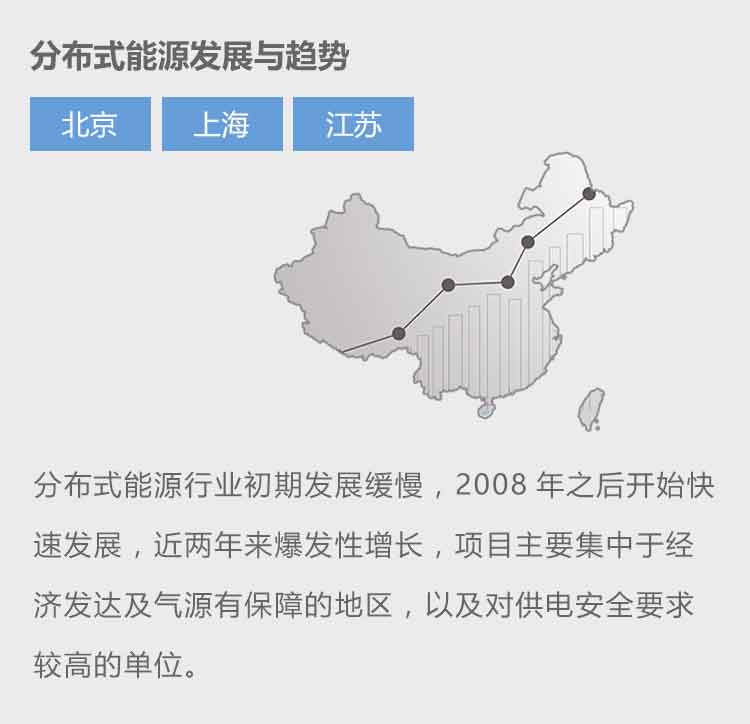 分布式能源发展与趋势
北京 上海 江苏
分布式能源行业初期发展缓慢，2008 年之后开始快
速发展，近两年来爆发性增长，项目主要集中于经
济发达及气源有保障的地区，以及对供电安全要求
较高的单位。